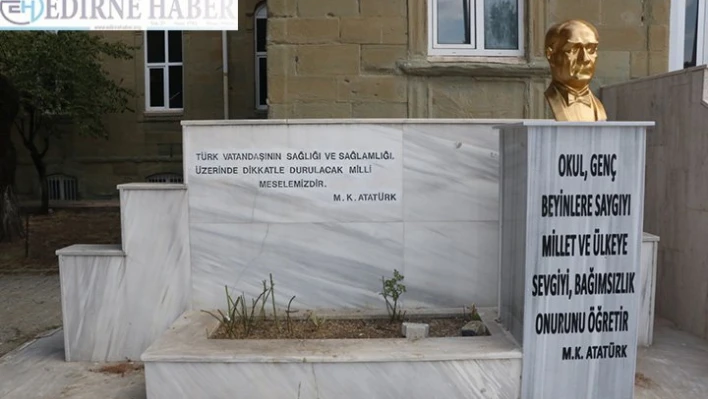 EDİRNE HABER
TÜRK VATANDAŞININ SAĞLIĞI VE SAĞLAMLIĞI,
ÜZERİNDE DİKKATLE DURULACAK MİLLİ
MESELEMİZDİR.
M. K. ATATÜRK
OKUL, GENÇ
BEYİNLERE SAYGIYI
MİLLET VE ÜLKEYE
SEVGİYİ, BAĞIMSIZLIK
ONURUNU ÖĞRETİR
M.K. ATATÜRK